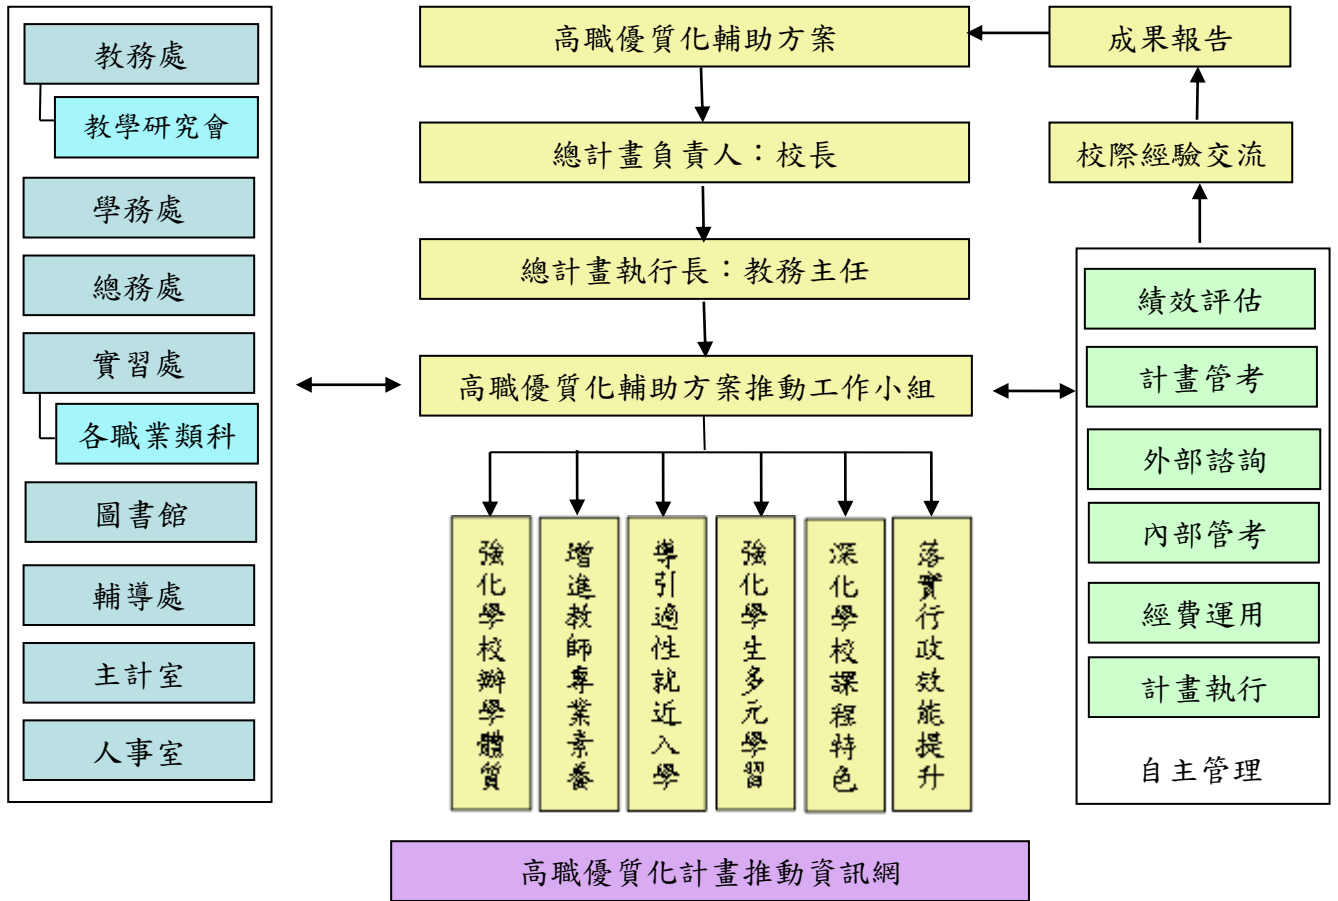 教務處
教學研究會
學務處
總務處
實習處
各職業類科
圖書館
輔導處
主計室
人事室
高職優質化輔助方案
總計畫負責人：校長
總計畫執行長：教務主任
高職優質化輔助方案推動工作小組
強化學校辦學體質
增進教師專業素養
導引適性就近入學
強化學生多元學習
深化學校課程特色
落實行政效能提升
成果報告
校際經驗交流
績效評估
計畫管考
外部諮詢
內部管考
經費運用
計畫執行
自主管理
高職優質化計畫推動資訊網